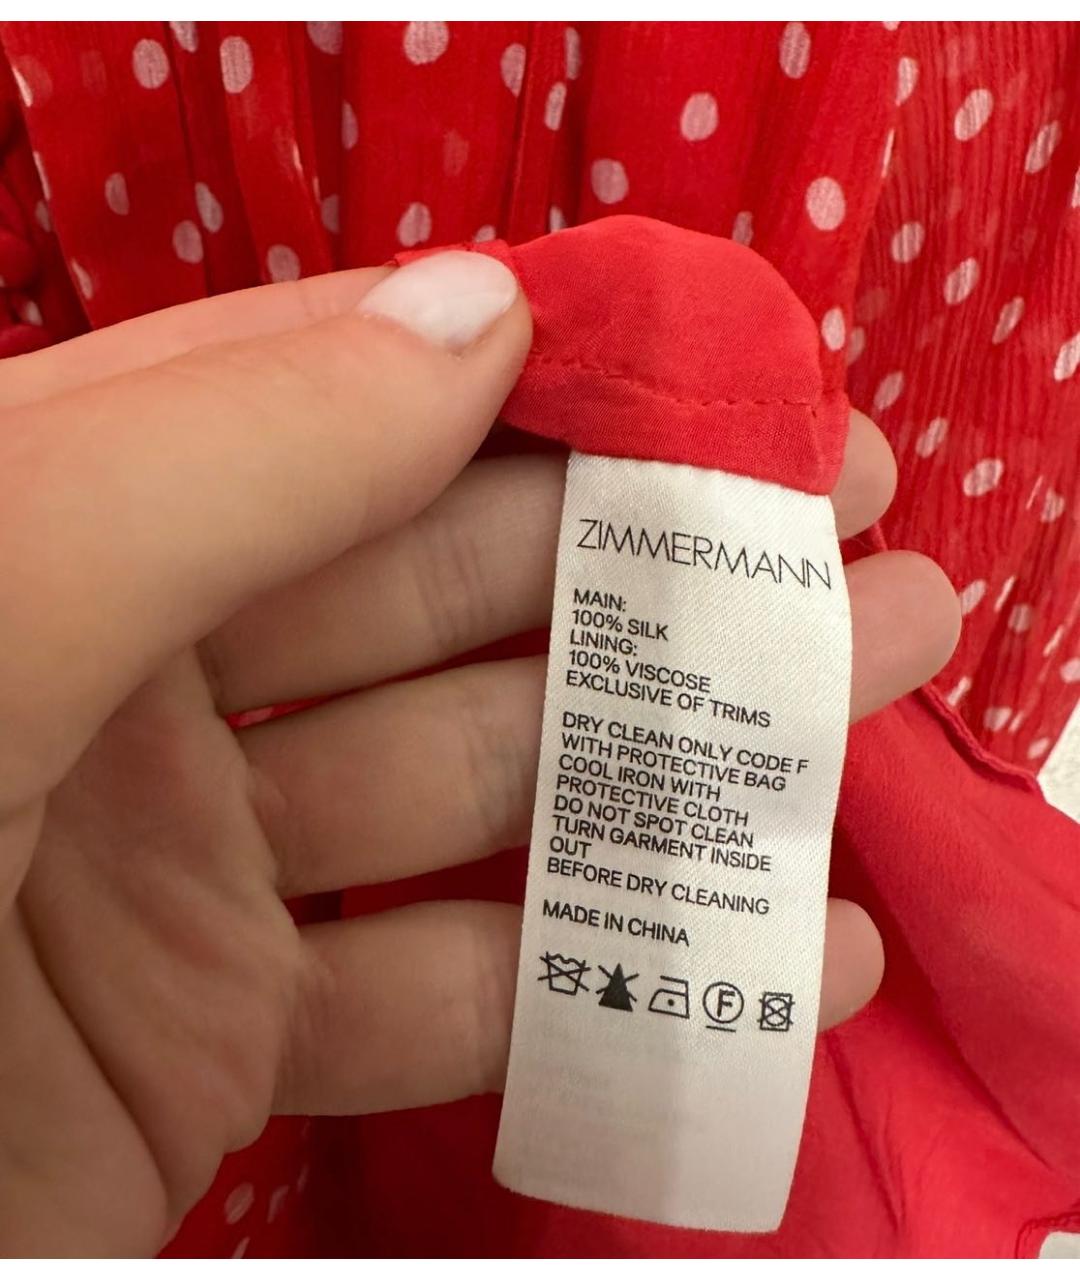 ZIMMERMANN
MAIN:
100% SILK
LINING:
100% VISCOSE
EXCLUSIVE OF TRIMS
DRY CLEAN ONLY CODE F
WITH PROTECTIVE BAG
COOL IRON WITH
PROTECTIVE CLOTH
DO NOT SPOT CLEAN
TURN GARMENT INSIDE
OUT
BEFORE DRY CLEANING
MADE IN CHINA
F